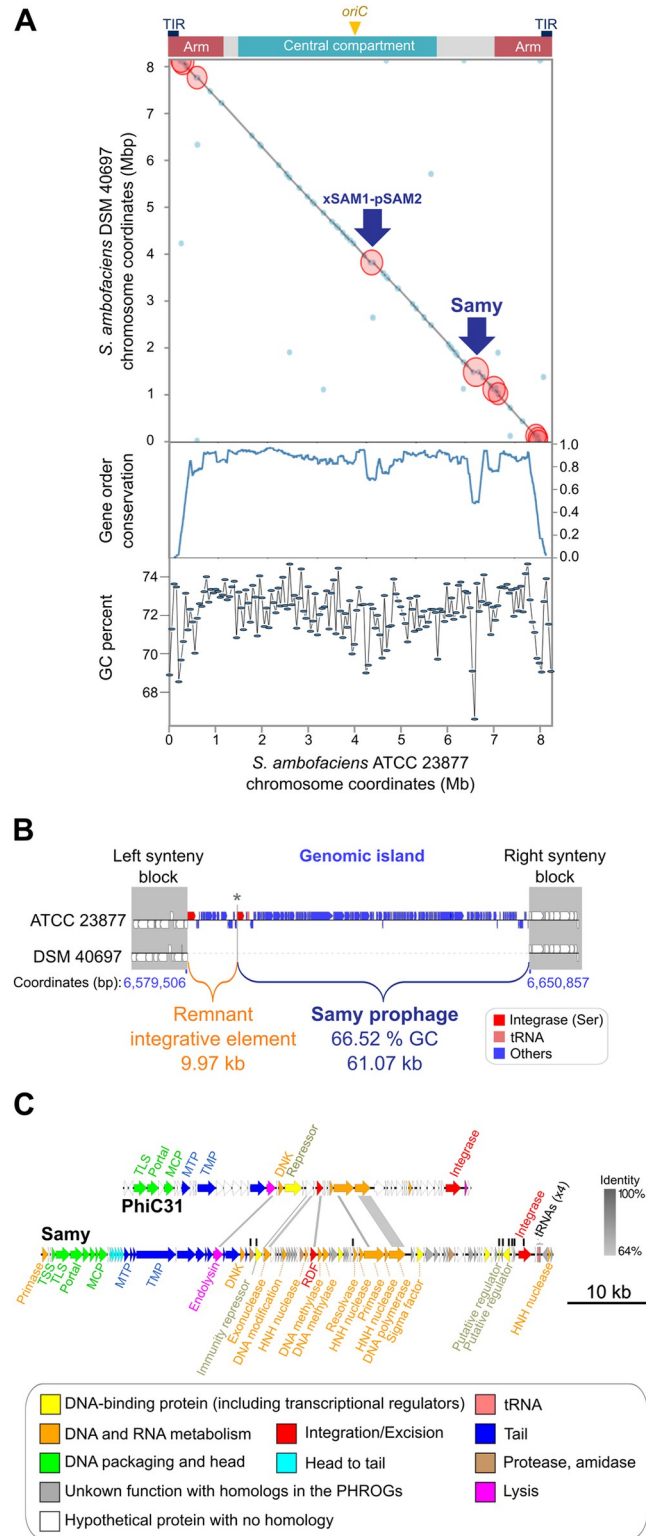 A
oriC
TIR
TIR
Arm
Central compartment
Arm
S. ambofaciens DSM 40697
chromosome coordinates (Mbp)
8
7
6
5
4
3
2
1
0
xSAM1-pSAM2
Samy
Gene order
conservation
1.0
0.8
0.6
0.4
0.2
0.0
GC percent
74
72
70
68
0 1 2 3 4 5 6 7 8
S. ambofaciens ATCC 23877
chromosome coordinates (Mb)
B
Left synteny
block
Genomic island
Right synteny
block
*
ATCC 23877
DSM 40697
Coordinates (bp):
6,579,506
6,650,857
Remnant
integrative element
9.97 kb
Samy prophage
66.52 % GC
61.07 kb
Integrase (Ser)
tRNA
Others
C
TLS
Portal
MCP
MTP
TMP
DNK
Repressor
Integrase
PhiC31
Identity
100%
64%
Samy
Integrase
tRNAs (x4)
Primase
TSS
TLS
Portal
MCP
MTP
TMP
Endolysin
DNK
Immunity repressor
Exonuclease
DNA modification
HNH nuclease
RDF
DNA methylase
DNA methylase
Resolvase
HNH nuclease
Primase
HNH nuclease
DNA polymerase
Sigma factor
Putative regulator
Putative regulator
HNH nuclease
10 kb
DNA-binding protein (including transcriptional regulators)
tRNA
DNA and RNA metabolism
Integration/Excision
Tail
DNA packaging and head
Head to tail
Protease, amidase
Unkown function with homologs in the PHROGs
Lysis
Hypothetical protein with no homology